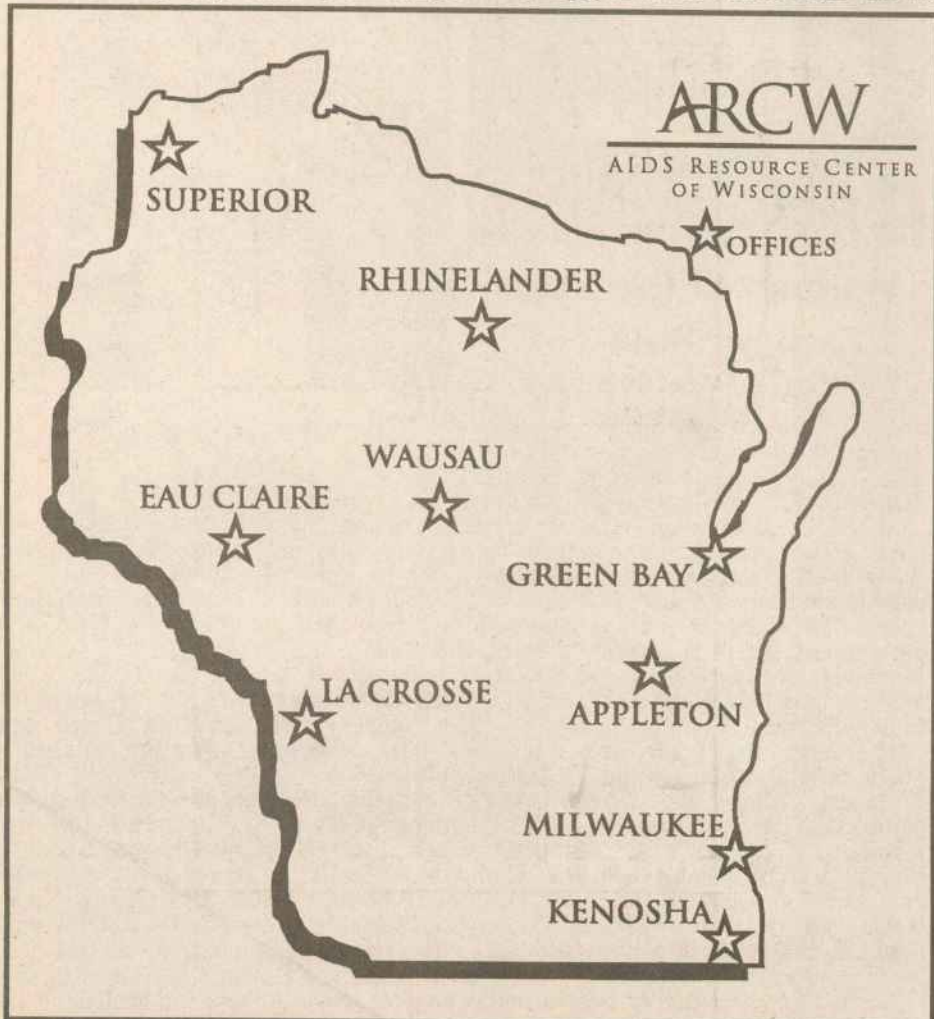 ARCW
AIDS RESOURCE CENTER
OF WISCONSIN
OFFICES
SUPERIOR
RHINELANDER
WAUSAU
EAU CLAIRE
GREEN BAY
LA CROSSE
APPLETON
MILWAUKEE
KENOSHA